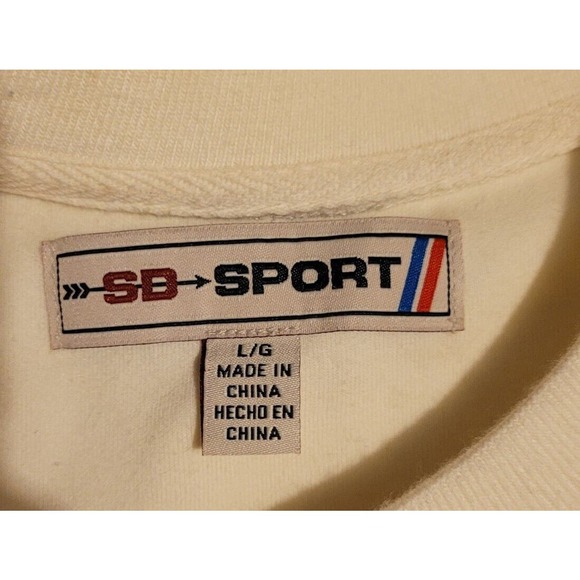 SB SPORT
L/G
MADE IN
CHINA
HECHO EN
CHINA